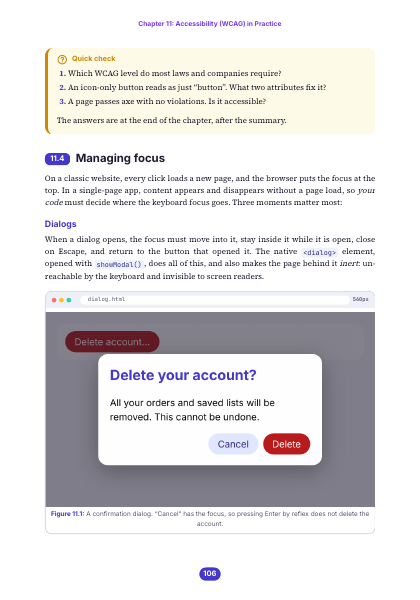 Chapter 11: Accessibility (WCAG) in Practice
Quick check
1. Which WCAG level do most laws and companies require?
2. An icon-only button reads as just “button”. What two attributes fix it?
3. A page passes axe with no violations. Is it accessible?
The answers are at the end of the chapter, after the summary.
11.4 Managing focus
On a classic website, every click loads a new page, and the browser puts the focus at the
top. In a single-page app, content appears and disappears without a page load, so your
code must decide where the keyboard focus goes. Three moments matter most:
Dialogs
When a dialog opens, the focus must move into it, stay inside it while it is open, close
on Escape, and return to the button that opened it. The native <dialog> element,
opened with showModal(), does all of this, and also makes the page behind it inert: un-
reachable by the keyboard and invisible to screen readers.
dialog.html 560px
Delete account...
Delete your account?
All your orders and saved lists will be
removed. This cannot be undone.
Cancel Delete
Figure 11.1: A confirmation dialog. “Cancel” has the focus, so pressing Enter by reflex does not delete the
account.
106